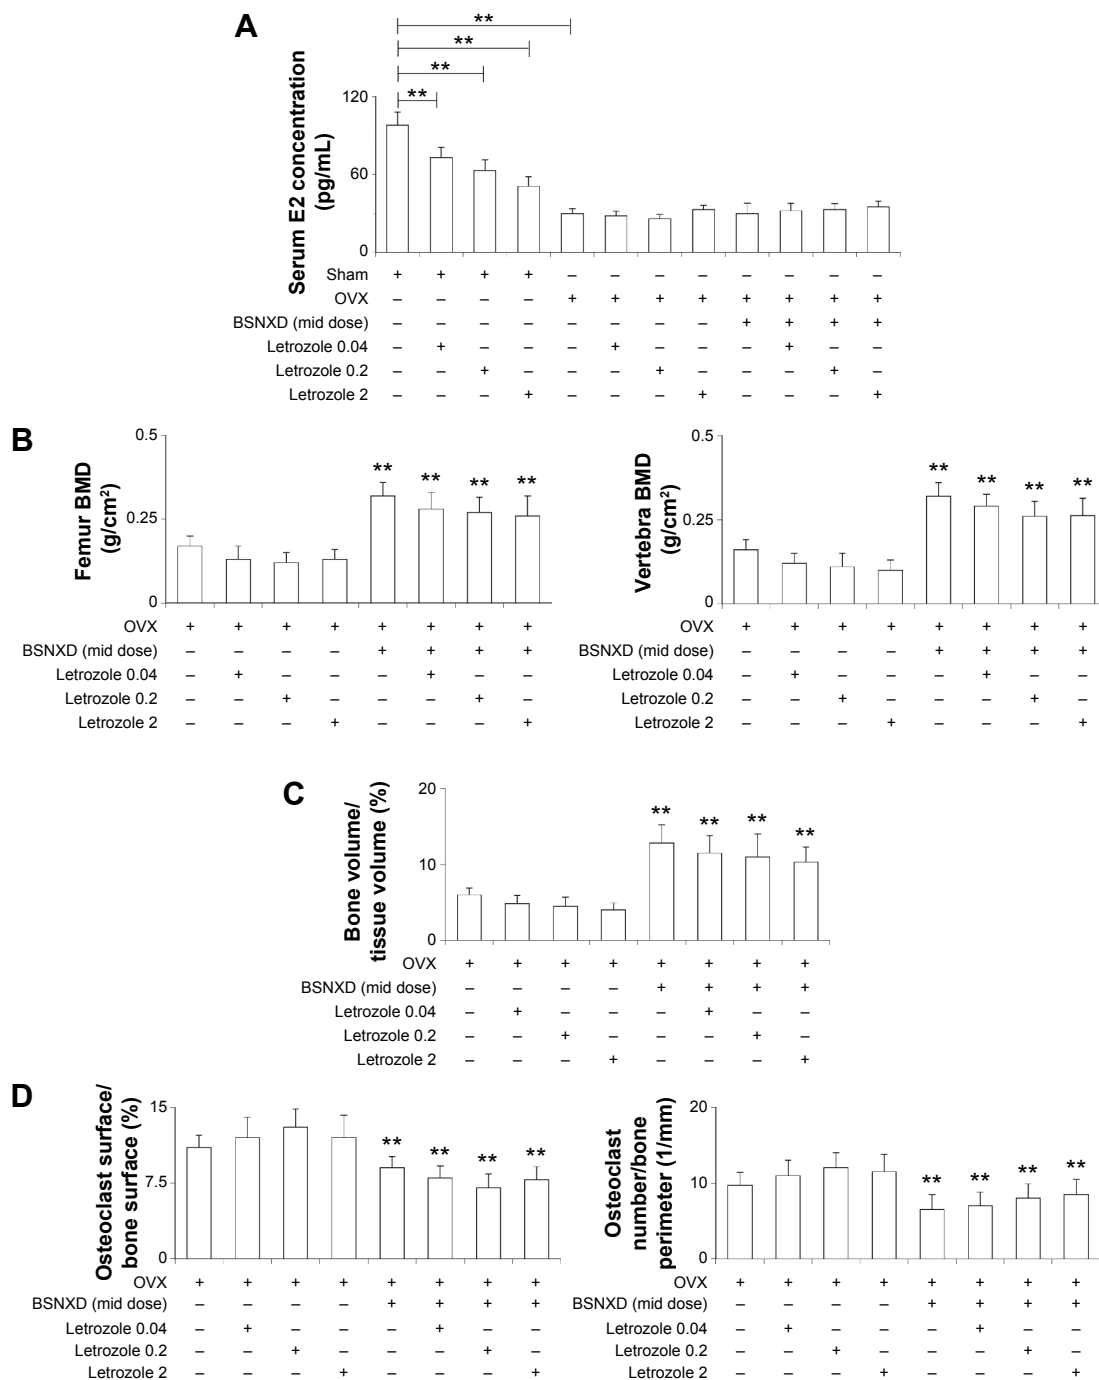 A
** 
**
**
**
Serum E2 concentration
(pg/mL)
120
60
0
Sham + + + + – – – – – – – –
OVX – – – – + + + + + + + +
BSNXD (mid dose) – – – – – – – – + + + +
Letrozole 0.04 – + – – – + – – – + – –
Letrozole 0.2 – – + – – – + – – – + –
Letrozole 2 – – – + – – – + – – – +
B
Femur BMD
(g/cm²)
0.5
0.25
0
** ** ** **
OVX + + + + + + + +
BSNXD (mid dose) – – – – + + + +
Letrozole 0.04 – + – – – + – –
Letrozole 0.2 – – + – – – + –
Letrozole 2 – – – + – – – +
Vertebra BMD
(g/cm²)
0.5
0.25
0
** ** ** **
OVX + + + + + + + +
BSNXD (mid dose) – – – – + + + +
Letrozole 0.04 – + – – – + – –
Letrozole 0.2 – – + – – – + –
Letrozole 2 – – – + – – – +
C
Bone volume/
tissue volume (%)
20
10
0
** ** ** **
OVX + + + + + + + +
BSNXD (mid dose) – – – – + + + +
Letrozole 0.04 – + – – – + – –
Letrozole 0.2 – – + – – – + –
Letrozole 2 – – – + – – – +
D
Osteoclast surface/
bone surface (%)
15
7.5
0
** ** ** **
OVX + + + + + + + +
BSNXD (mid dose) – – – – + + + +
Letrozole 0.04 – + – – – + – –
Letrozole 0.2 – – + – – – + –
Letrozole 2 – – – + – – – +
Osteoclast
number/bone
perimeter (1/mm)
20
10
0
** ** ** **
OVX + + + + + + + +
BSNXD (mid dose) – – – – + + + +
Letrozole 0.04 – + – – – + – –
Letrozole 0.2 – – + – – – + –
Letrozole 2 – – – + – – – +